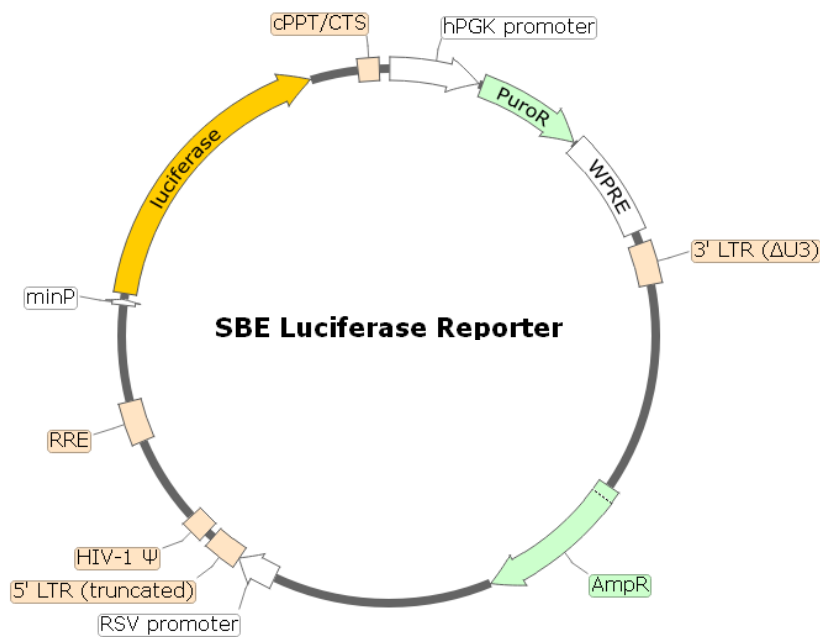 cPPT/CTS
hPGK promoter
PuroR
luciferase
WPRE
3' LTR (ΔU3)
minP
SBE Luciferase Reporter
RRE
HIV-1 Ψ
5' LTR (truncated)
AmpR
RSV promoter